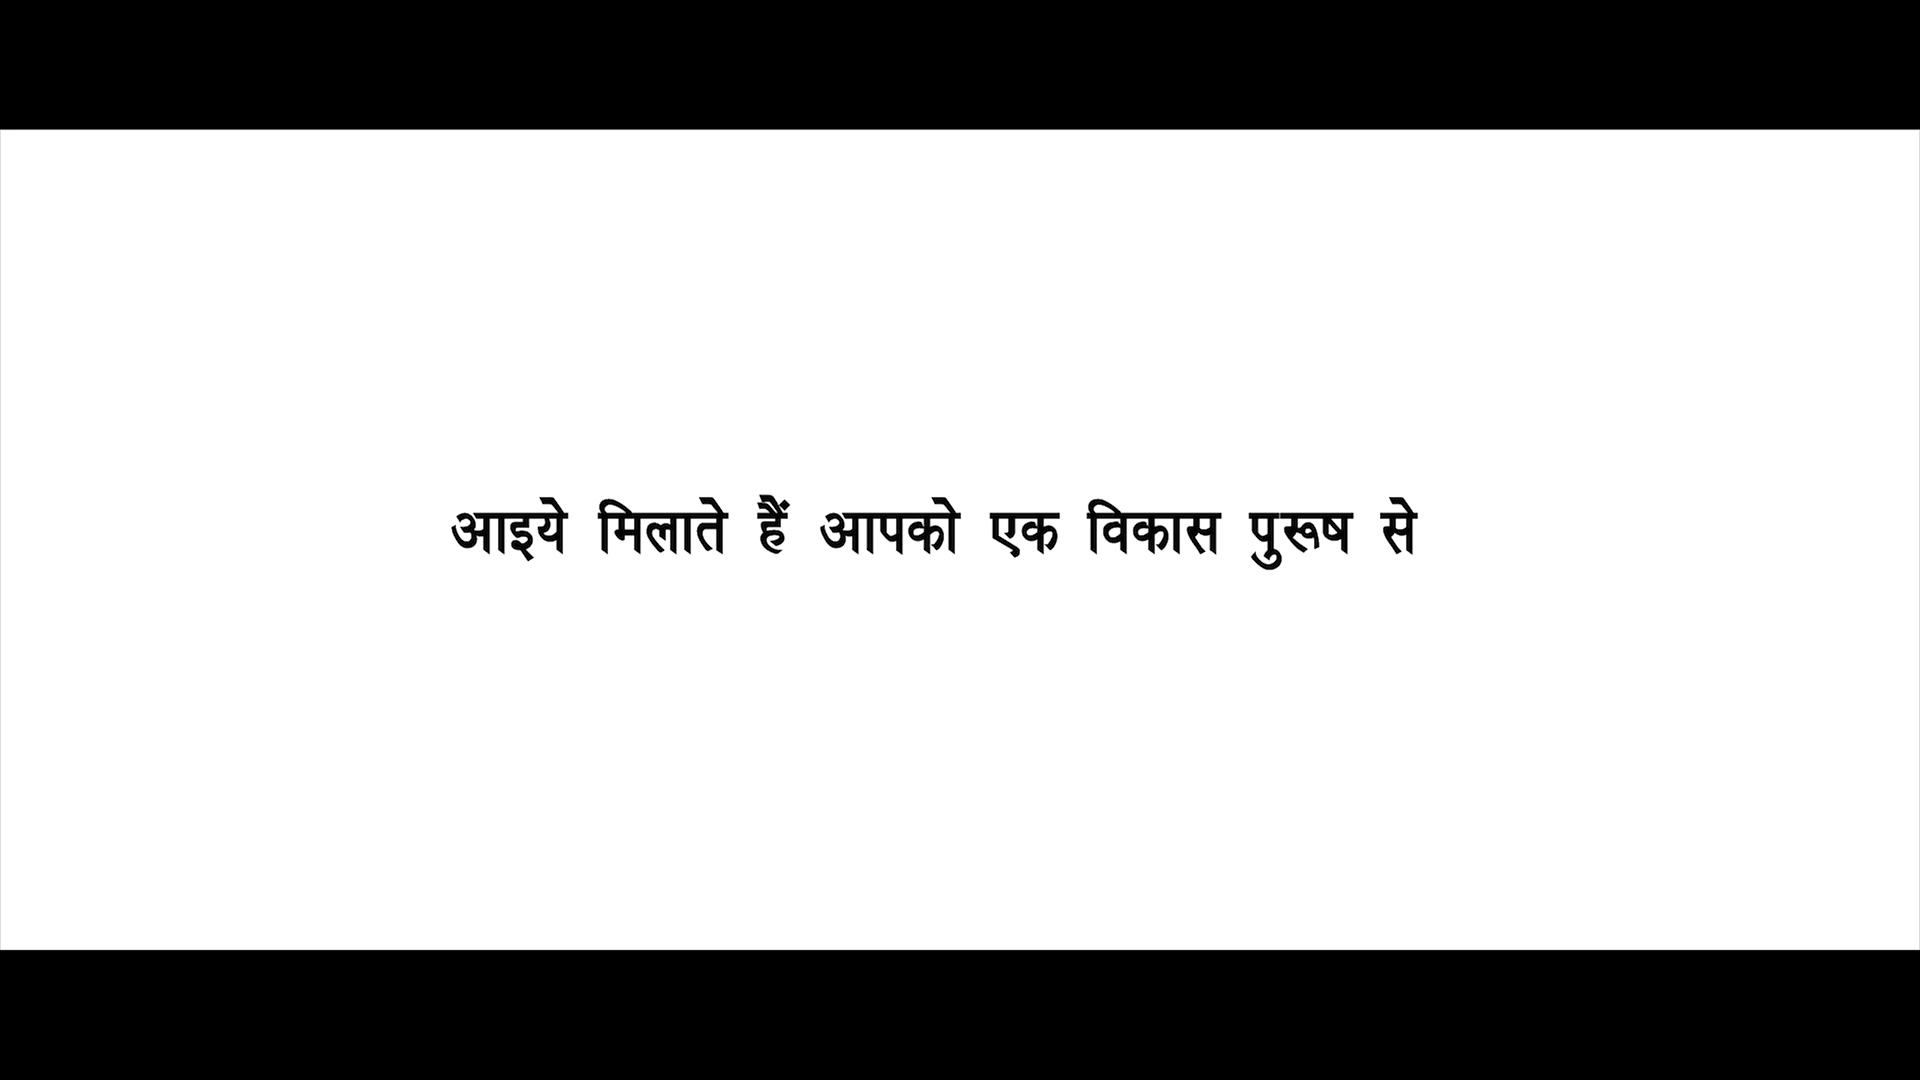 आइये मिलाते हैं आपको एक विकास पुरूष से